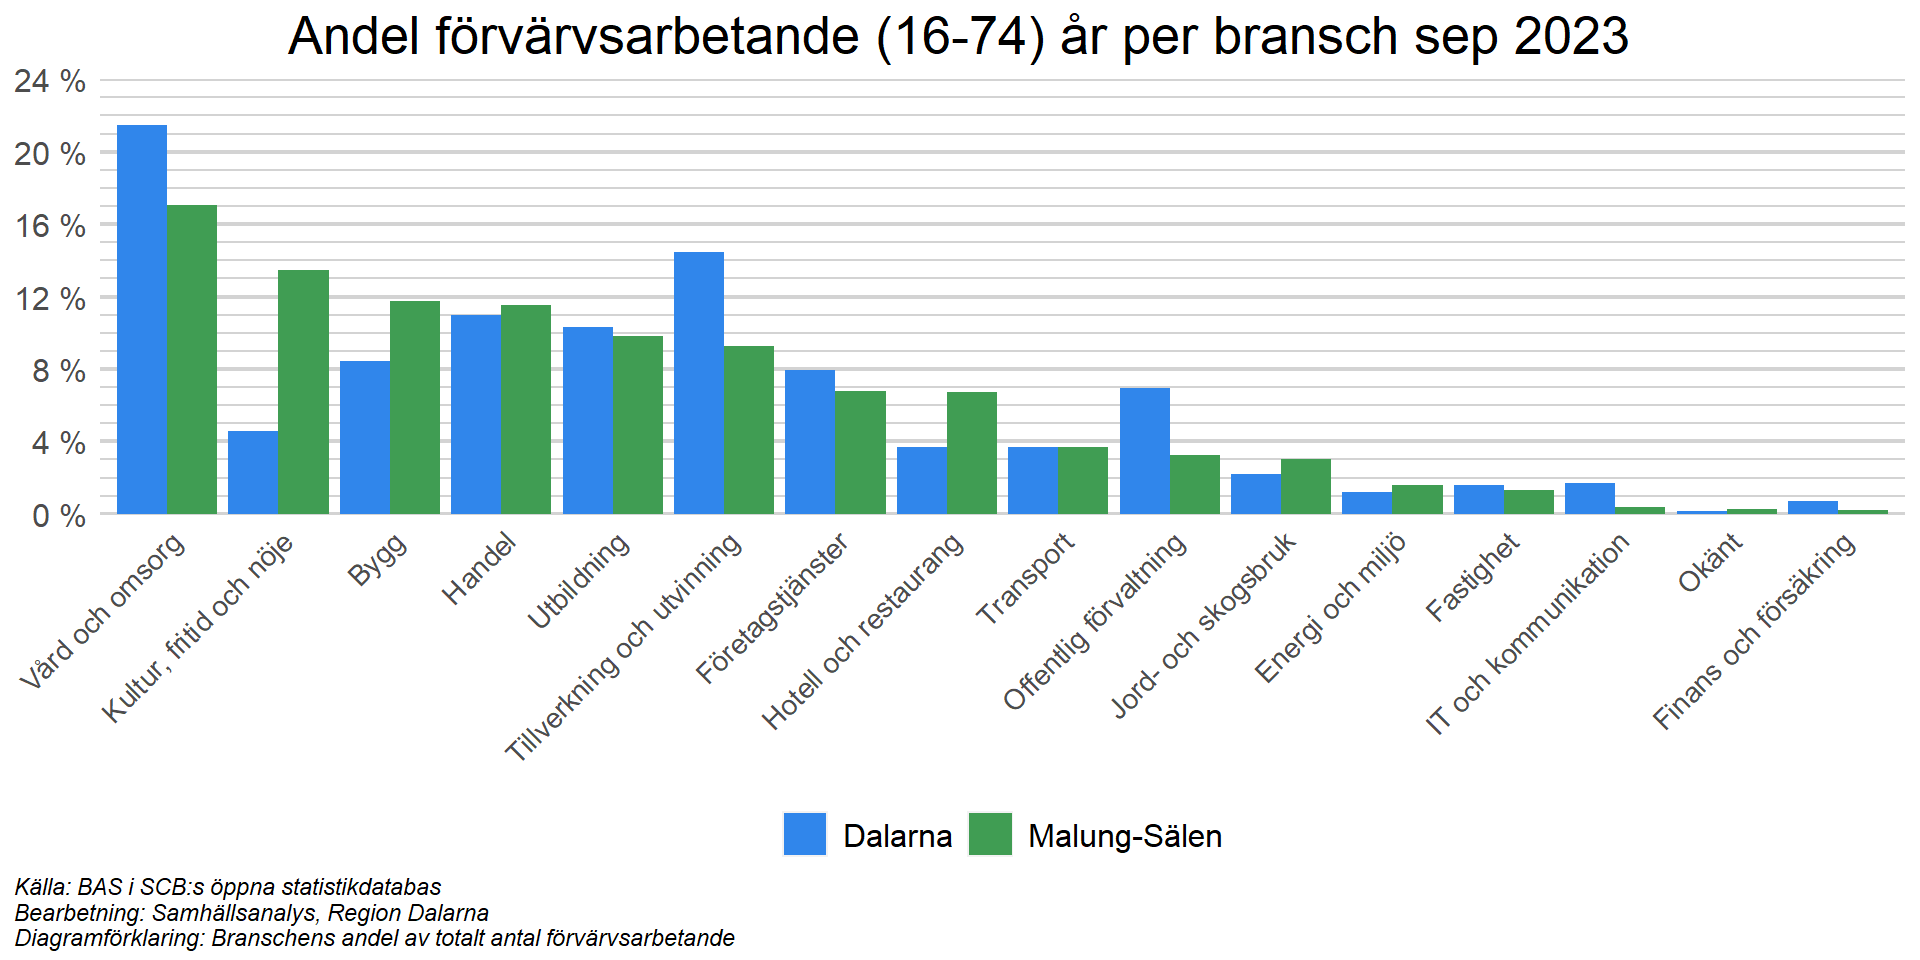 Andel förvärvsarbetande (16-74) år per bransch sep 2023
24 %
20 %
16 %
12 %
8 %
4 %
0 %
Vård och omsorg
Kultur, fritid och nöje
Bygg
Handel
Utbildning
Tillverkning och utvinning
Företagstjänster
Hotell och restaurang
Transport
Offentlig förvaltning
Jord- och skogsbruk
Energi och miljö
Fastighet
IT och kommunikation
Okänt
Finans och försäkring
Dalarna
Malung-Sälen
Källa: BAS i SCB:s öppna statistikdatabas
Bearbetning: Samhällsanalys, Region Dalarna
Diagramförklaring: Branschens andel av totalt antal förvärvsarbetande